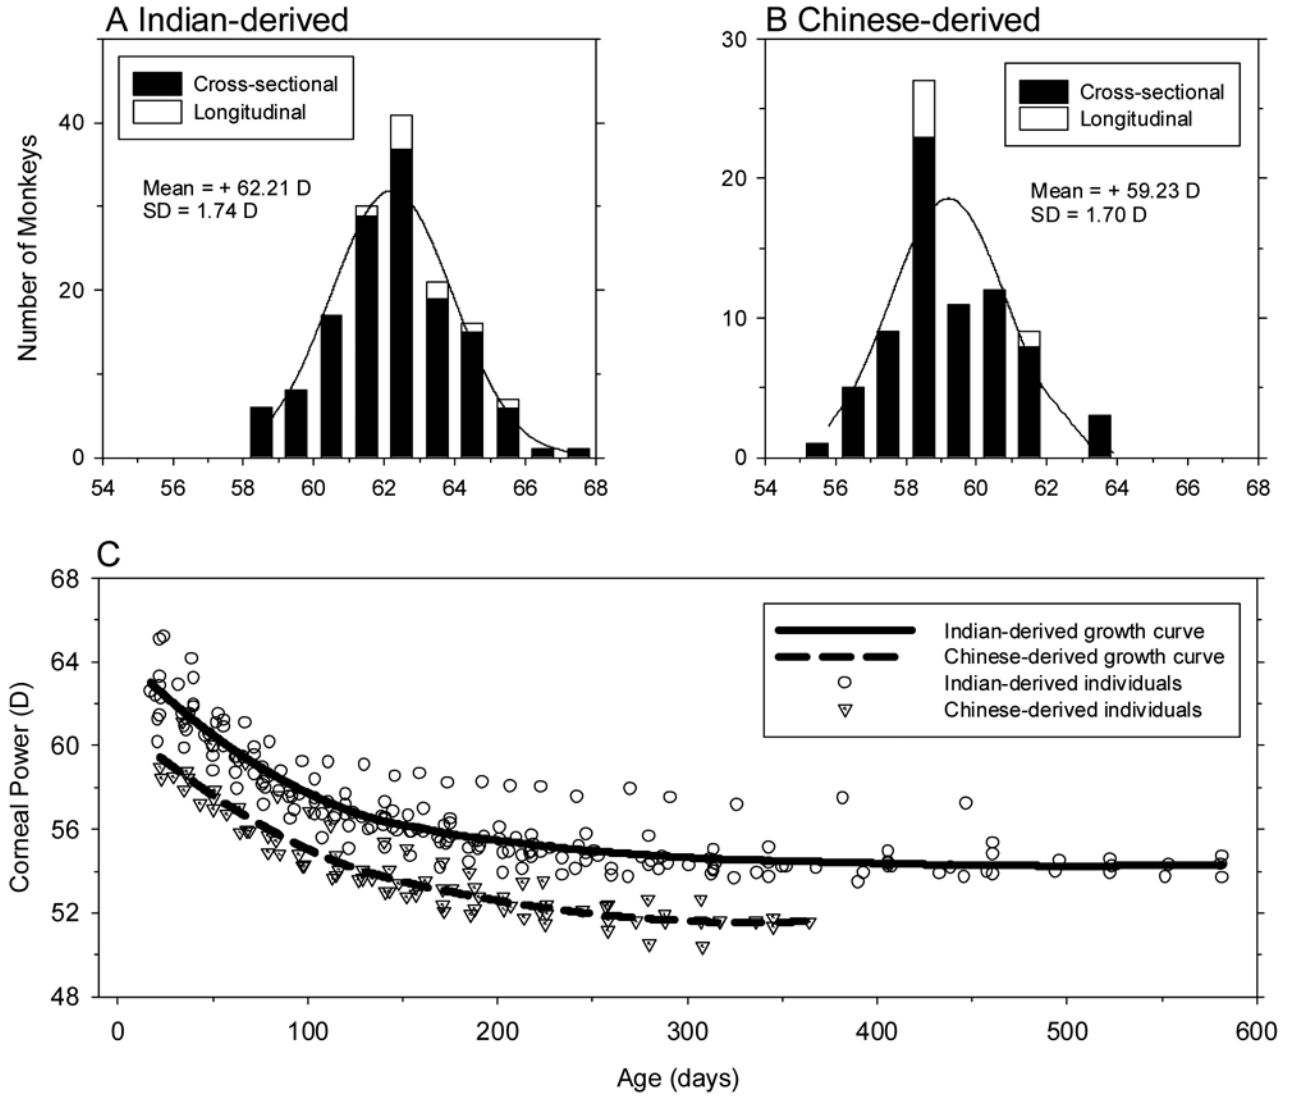 A Indian-derived
B Chinese-derived
Number of Monkeys
40
20
0
Cross-sectional
Longitudinal
Mean = + 62.21 D
SD = 1.74 D
54 56 58 60 62 64 66 68
30
20
10
0
Cross-sectional
Longitudinal
Mean = + 59.23 D
SD = 1.70 D
54 56 58 60 62 64 66 68
C
Corneal Power (D)
68
64
60
56
52
48
Indian-derived growth curve
Chinese-derived growth curve
Indian-derived individuals
Chinese-derived individuals
0 100 200 300 400 500 600
Age (days)